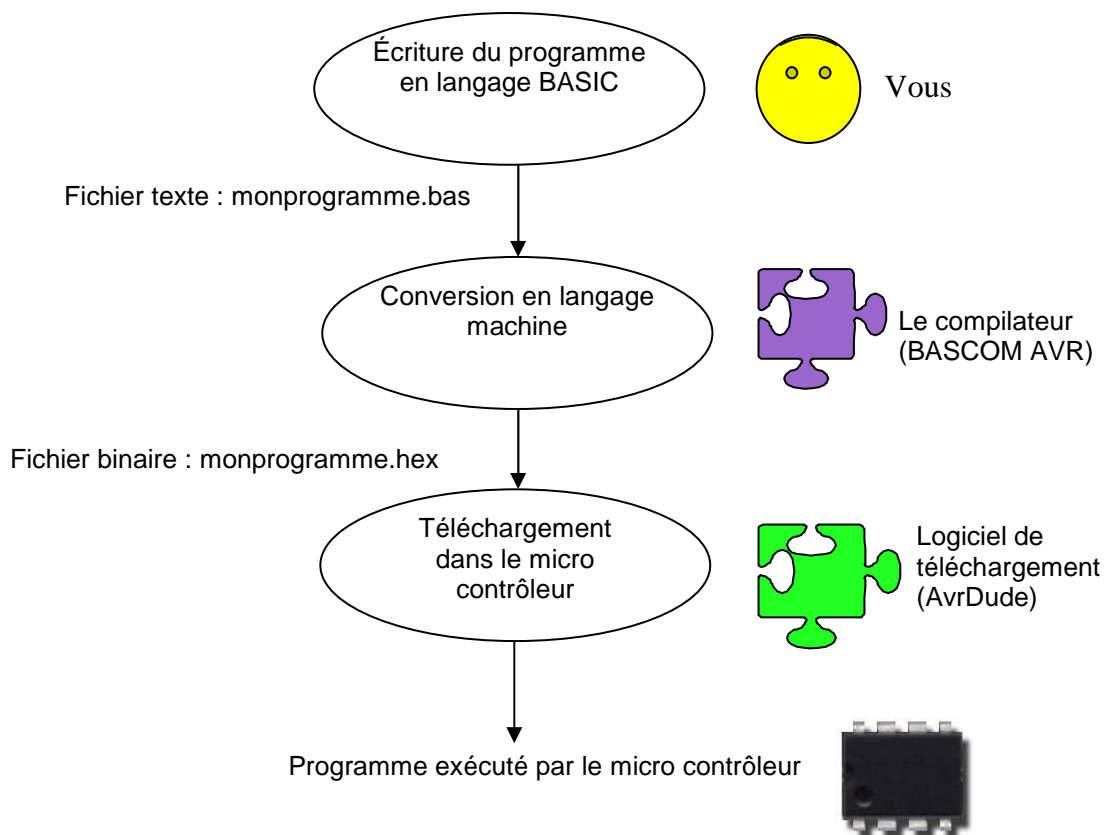 Écriture du programme
en langage BASIC
Vous
Fichier texte : monprogramme.bas
Conversion en langage
machine
Le compilateur
(BASCOM AVR)
Fichier binaire : monprogramme.hex
Téléchargement
dans le micro
contrôleur
Logiciel de
téléchargement
(AvrDude)
Programme exécuté par le micro contrôleur